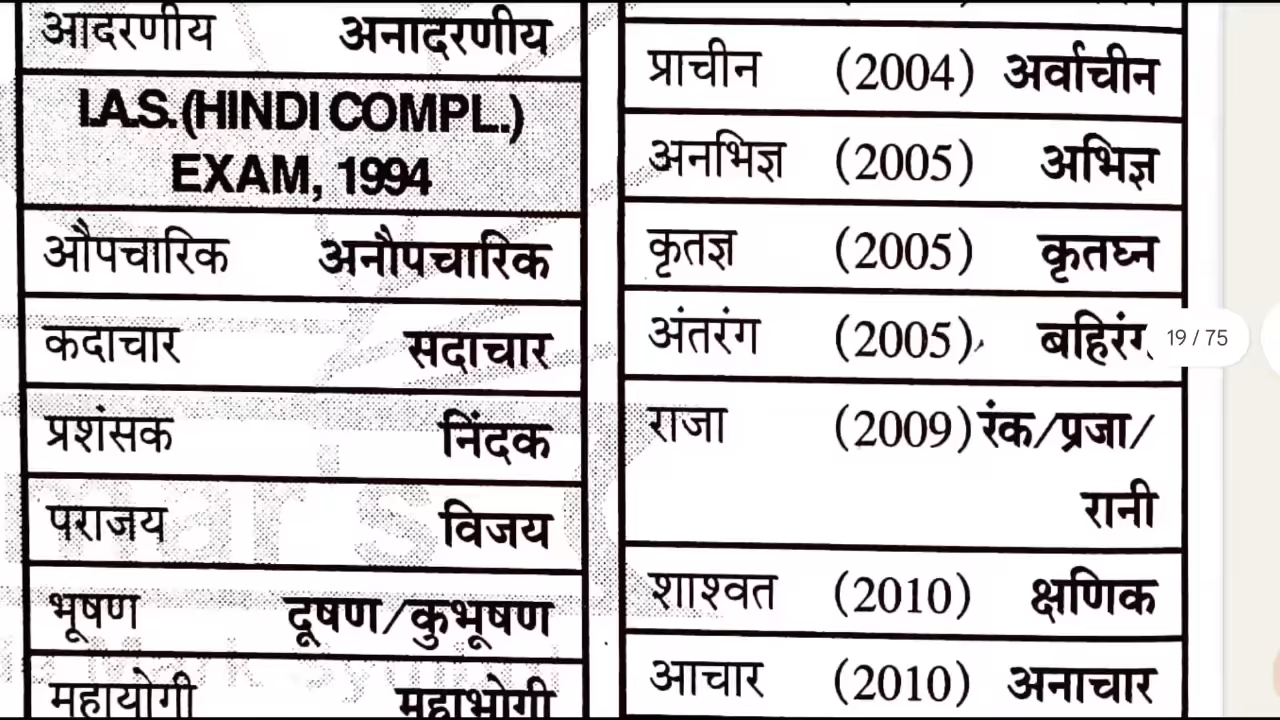 आदरणीय अनादरणीय
I.A.S.(HINDI COMPL.)
EXAM, 1994
औपचारिक अनौपचारिक
कदाचार सदाचार
प्रशंसक निंदक
पराजय विजय
भूषण दूषण/कुभूषण
महायोगी महाभोगी
प्राचीन (2004) अर्वाचीन
अनभिज्ञ (2005) अभिज्ञ
कृतज्ञ (2005) कृतघ्न
अंतरंग (2005) बहिरंग
राजा (2009) रंक/प्रजा/
रानी
शाश्वत (2010) क्षणिक
आचार (2010) अनाचार
19/75